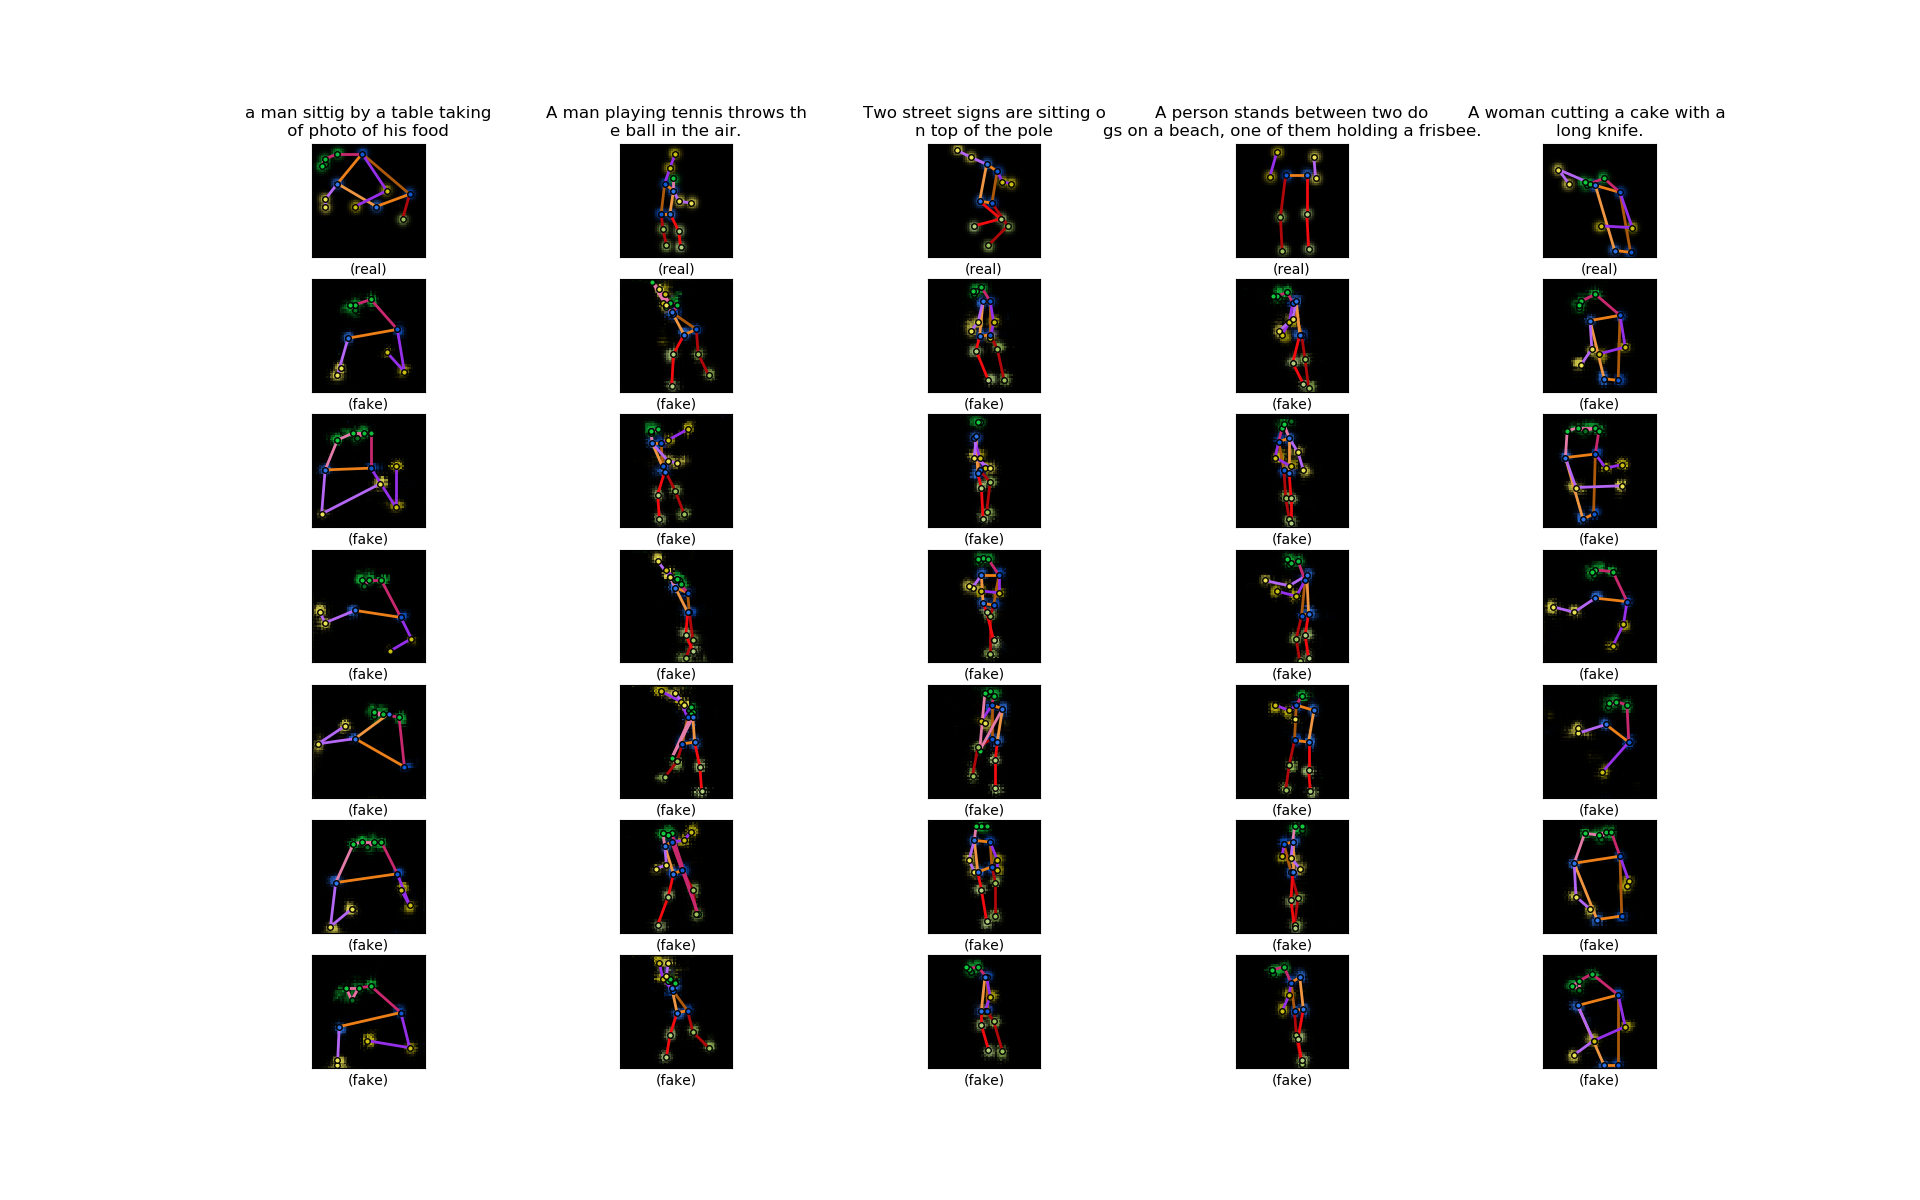 a man sittig by a table taking
of photo of his food
A man playing tennis throws th
e ball in the air.
Two street signs are sitting o
n top of the pole
A person stands between two do
gs on a beach, one of them holding a frisbee.
A woman cutting a cake with a
long knife.
(real) (real) (real) (real) (real)
(fake) (fake) (fake) (fake) (fake)
(fake) (fake) (fake) (fake) (fake)
(fake) (fake) (fake) (fake) (fake)
(fake) (fake) (fake) (fake) (fake)
(fake) (fake) (fake) (fake) (fake)
(fake) (fake) (fake) (fake) (fake)